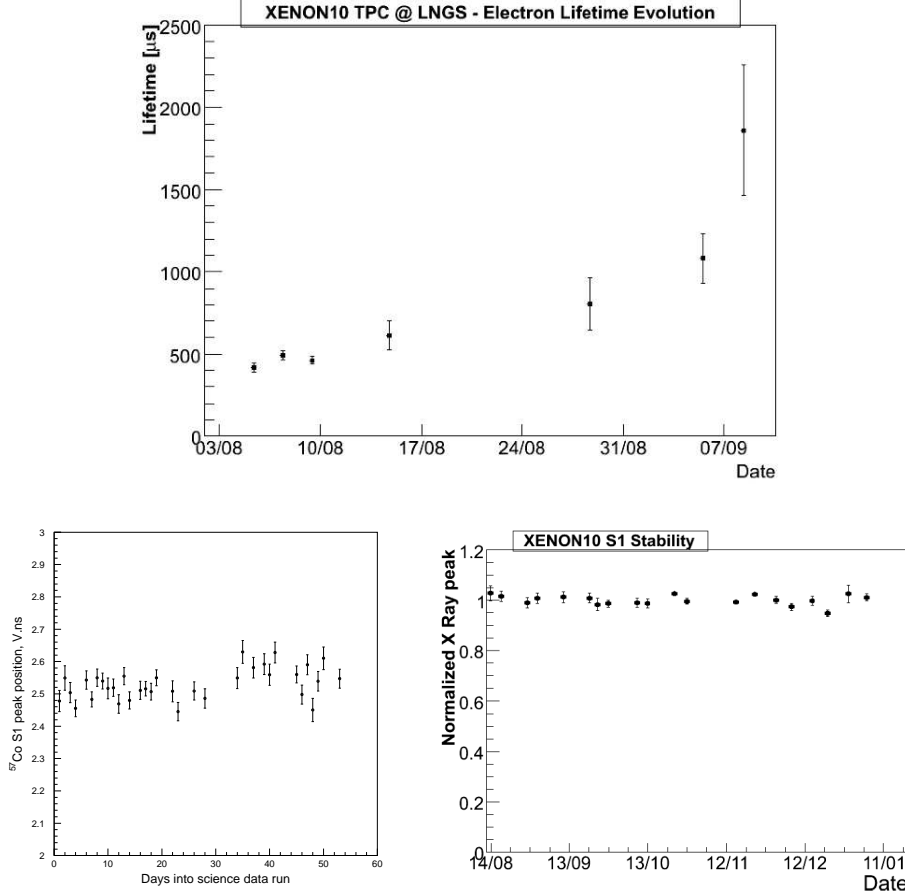 XENON10 TPC @ LNGS - Electron Lifetime Evolution
Lifetime [μs]
2500
2000
1500
1000
500
0
03/08 10/08 17/08 24/08 31/08 07/09
Date
57Co S1 peak position, V.ns
3
2.9
2.8
2.7
2.6
2.5
2.4
2.3
2.2
2.1
2
0 10 20 30 40 50 60
Days into science data run
XENON10 S1 Stability
Normalized X Ray peak
1.2
1
0.8
0.6
0.4
0.2
0
14/08 13/09 13/10 12/11 12/12 11/01
Date